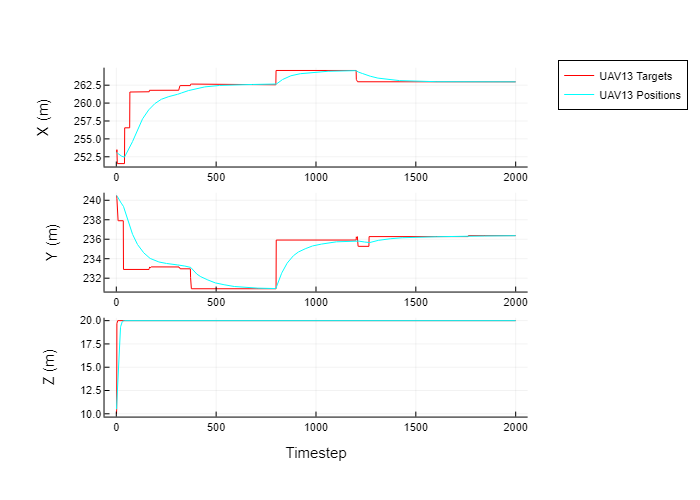 262.5
260.0
257.5
255.0
252.5
X (m)
0 500 1000 1500 2000
240
238
236
234
232
Y (m)
0 500 1000 1500 2000
20.0
17.5
15.0
12.5
10.0
Z (m)
0 500 1000 1500 2000
Timestep
UAV13 Targets
UAV13 Positions